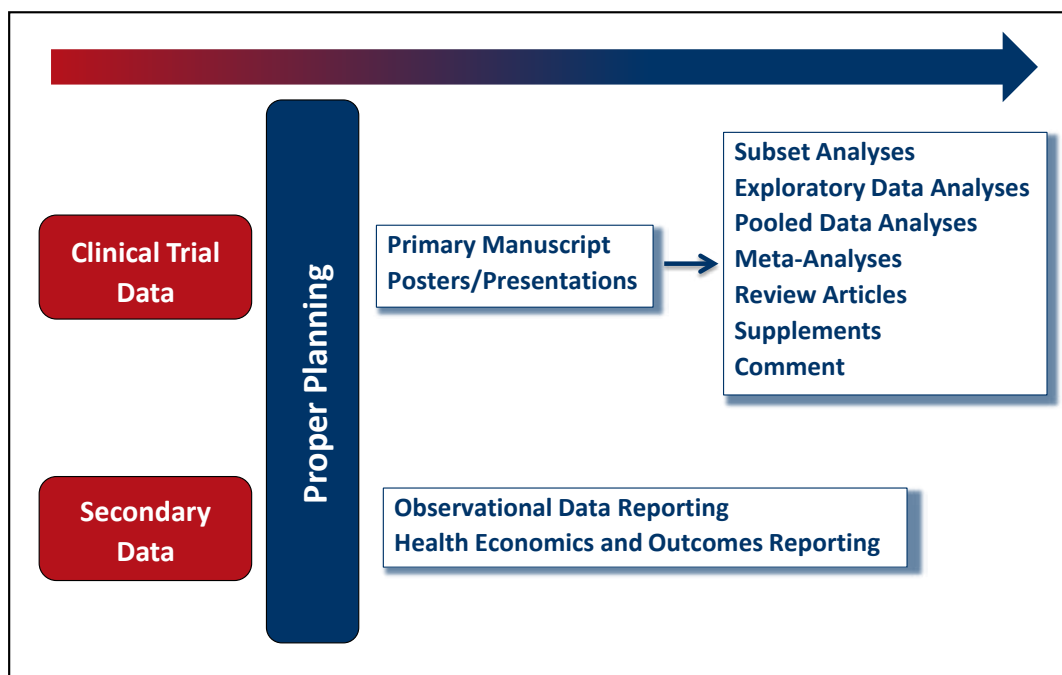 Clinical Trial
Data
Proper Planning
Primary Manuscript
Posters/Presentations
Subset Analyses
Exploratory Data Analyses
Pooled Data Analyses
Meta-Analyses
Review Articles
Supplements
Comment
Secondary
Data
Observational Data Reporting
Health Economics and Outcomes Reporting